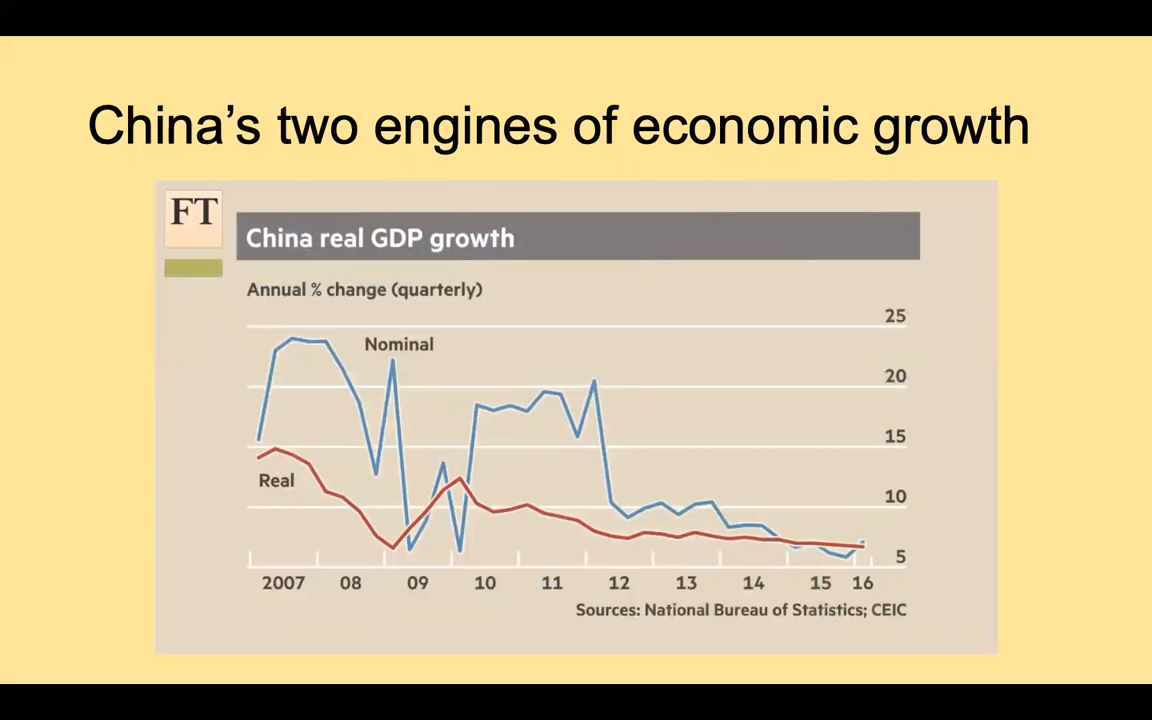 China’s two engines of economic growth
FT
China real GDP growth
Annual % change (quarterly)
25
Nominal
20
15
Real
10
5
2007 08 09 10 11 12 13 14 15 16
Sources: National Bureau of Statistics; CEIC